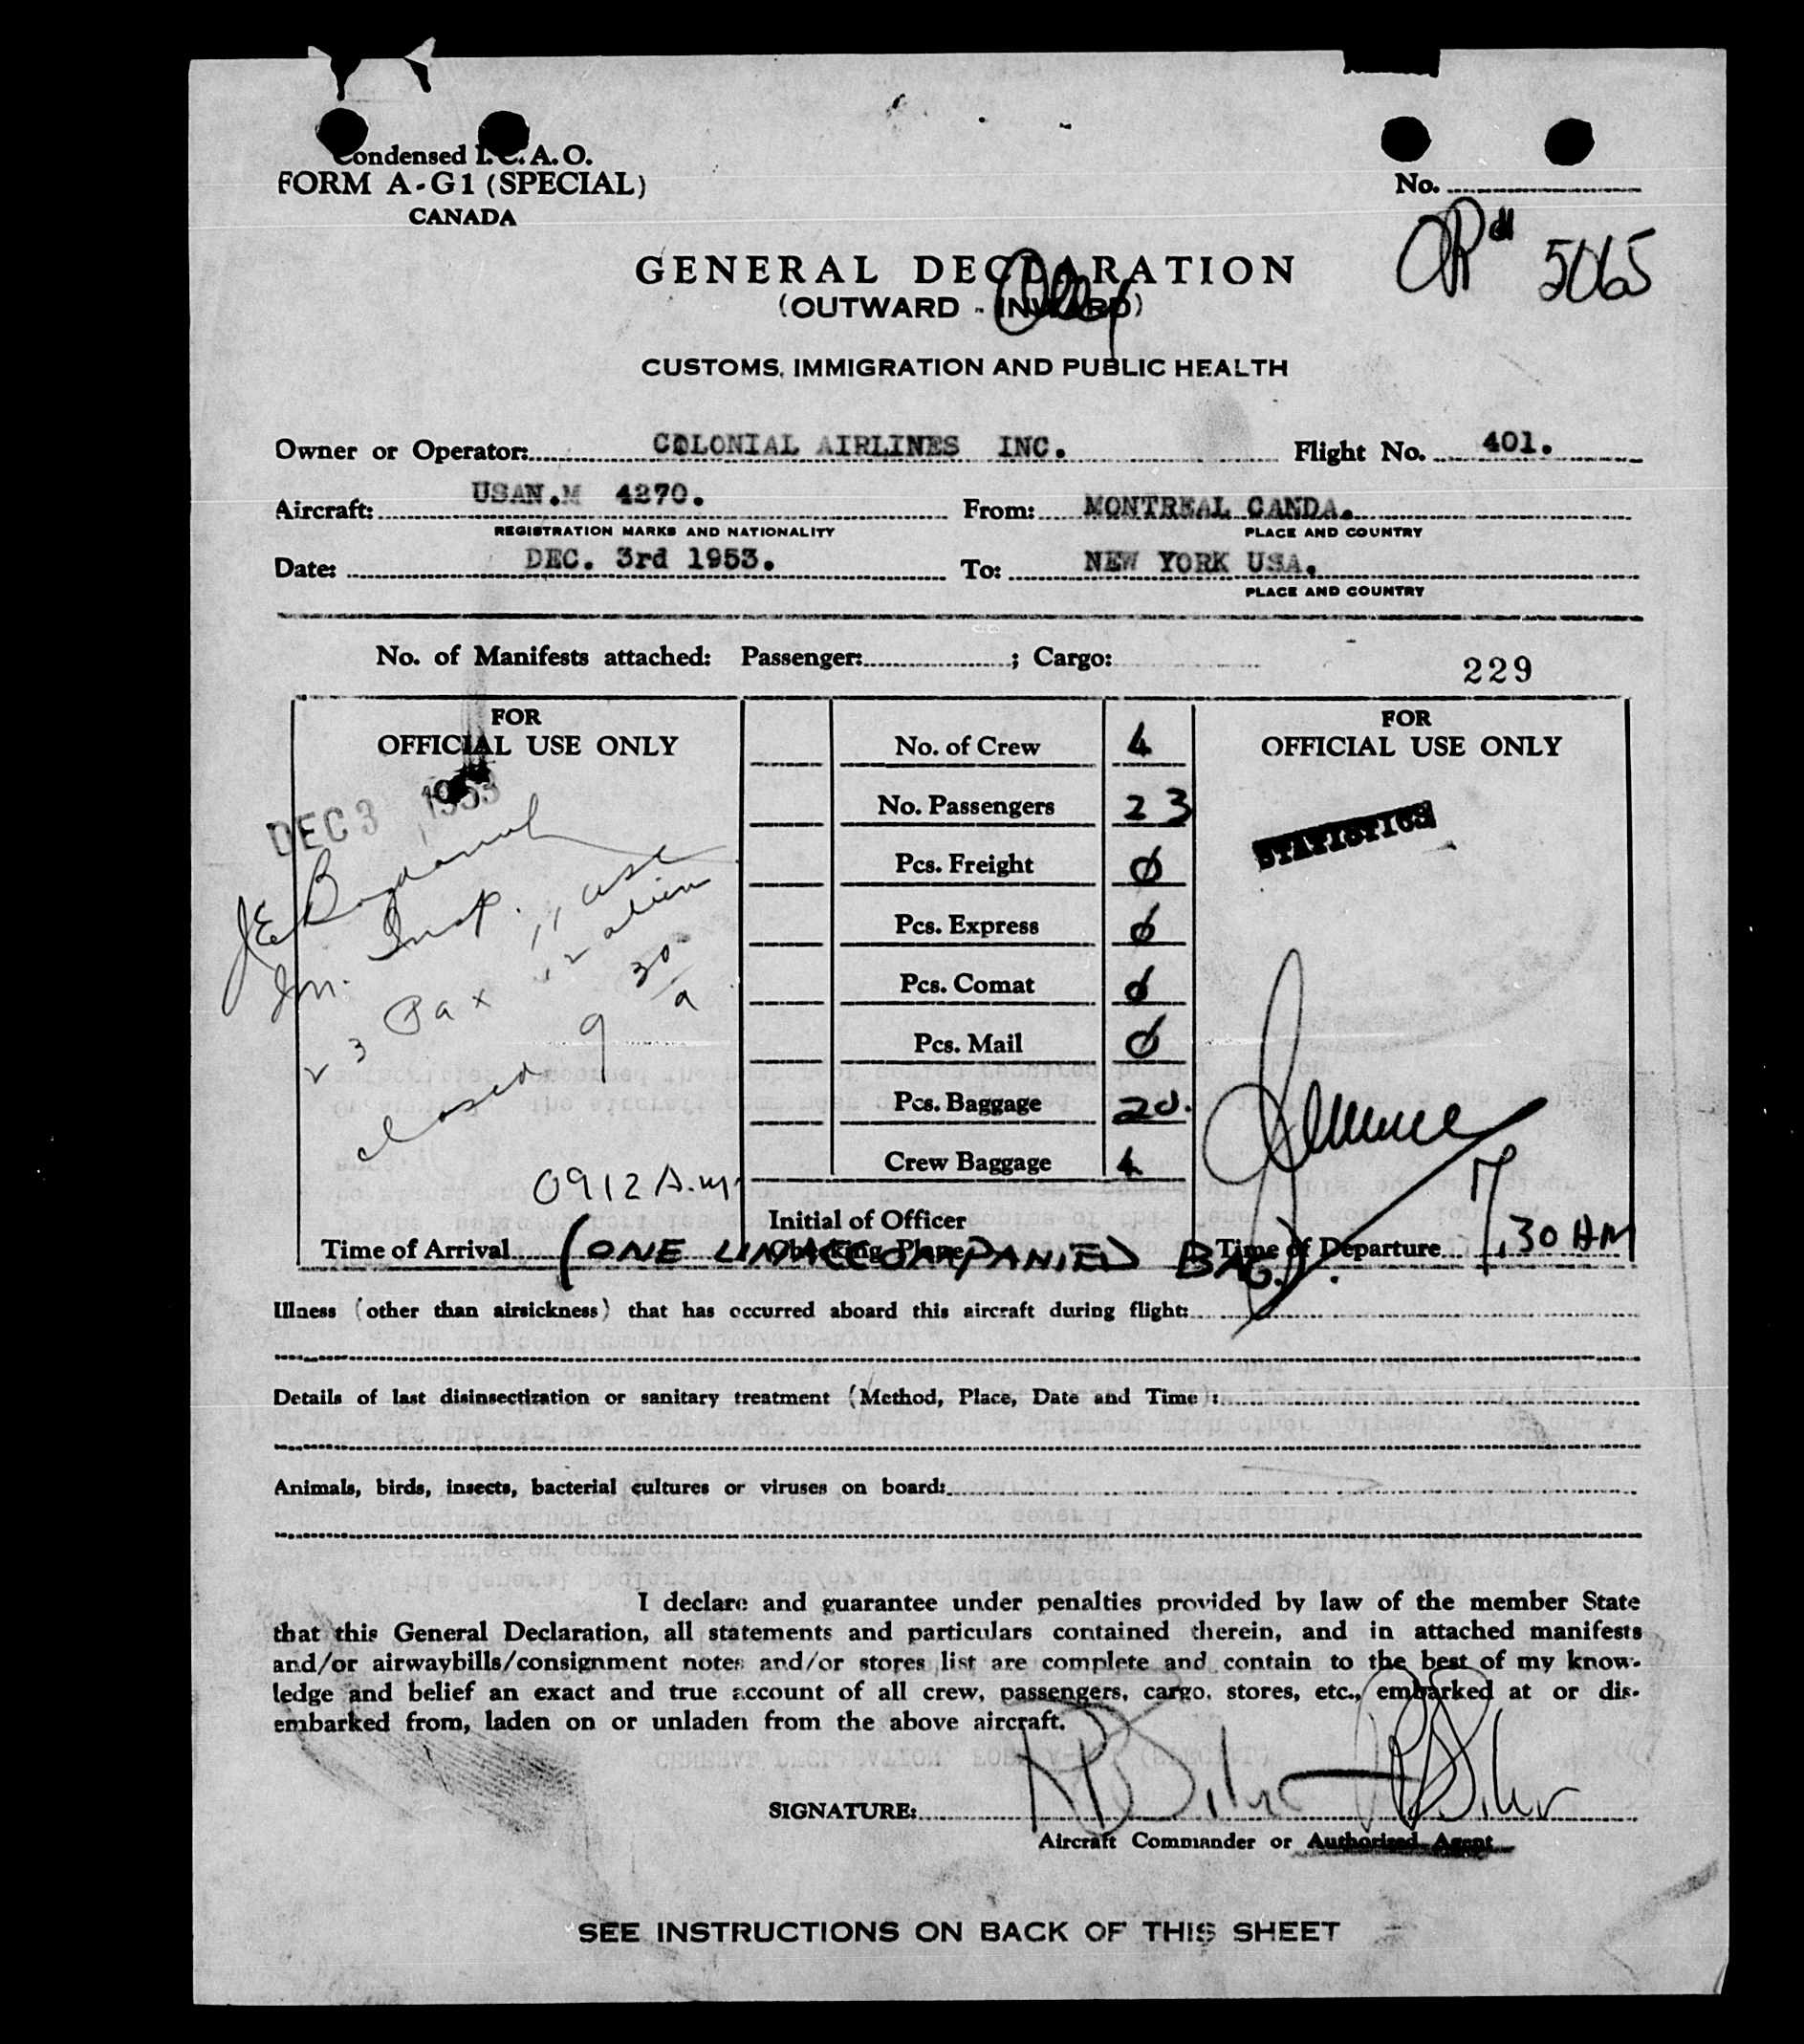 Condensed I.C.A.O.
FORM A-G1 (SPECIAL)
CANADA
No.
5065
GENERAL DECLARATION
(OUTWARD - INWARD)
CUSTOMS, IMMIGRATION AND PUBLIC HEALTH
Owner or Operator: COLONIAL AIRLINES INC. Flight No. 401.
Aircraft: USAN.M 4270. From: MONTREAL CANDA.
REGISTRATION MARKS AND NATIONALITY PLACE AND COUNTRY
Date: DEC. 3rd 1953. To: NEW YORK USA.
PLACE AND COUNTRY
No. of Manifests attached: Passenger: ; Cargo:
229
FOR
OFFICIAL USE ONLY
DEC 3 1953
Insp.
11 usc
12 alien
23 Pax
closed 9 30/a
0912 A.M.
Time of Arrival
No. of Crew 4
No. Passengers 23
Pcs. Freight 0
Pcs. Express 0
Pcs. Comat 0
Pcs. Mail 0
Pcs. Baggage 20.
Crew Baggage 4
Initial of Officer
Checking Plane
(ONE UNACCOMPANIED BAG.)
FOR
OFFICIAL USE ONLY
STATISTICS
Time of Departure 7.30 AM
Illness (other than airsickness) that has occurred aboard this aircraft during flight:
Details of last disinsectization or sanitary treatment (Method, Place, Date and Time):
Animals, birds, insects, bacterial cultures or viruses on board:
I declare and guarantee under penalties provided by law of the member State
that this General Declaration, all statements and particulars contained therein, and in attached manifests
and/or airwaybills/consignment notes and/or stores list are complete and contain to the best of my know-
ledge and belief an exact and true account of all crew, passengers, cargo, stores, etc., embarked at or dis-
embarked from, laden on or unladen from the above aircraft.
SIGNATURE:
Aircraft Commander or Authorized Agent
SEE INSTRUCTIONS ON BACK OF THIS SHEET